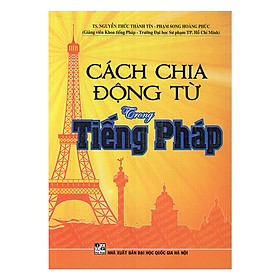 TS. NGUYỄN THỨC THÀNH TÍN - PHẠM SONG HOÀNG PHÚC
(Giảng viên Khoa tiếng Pháp - Trường Đại học Sư phạm TP. Hồ Chí Minh)
CÁCH CHIA
ĐỘNG TỪ
Trong
Tiếng Pháp
NHÀ XUẤT BẢN ĐẠI HỌC QUỐC GIA HÀ NỘI